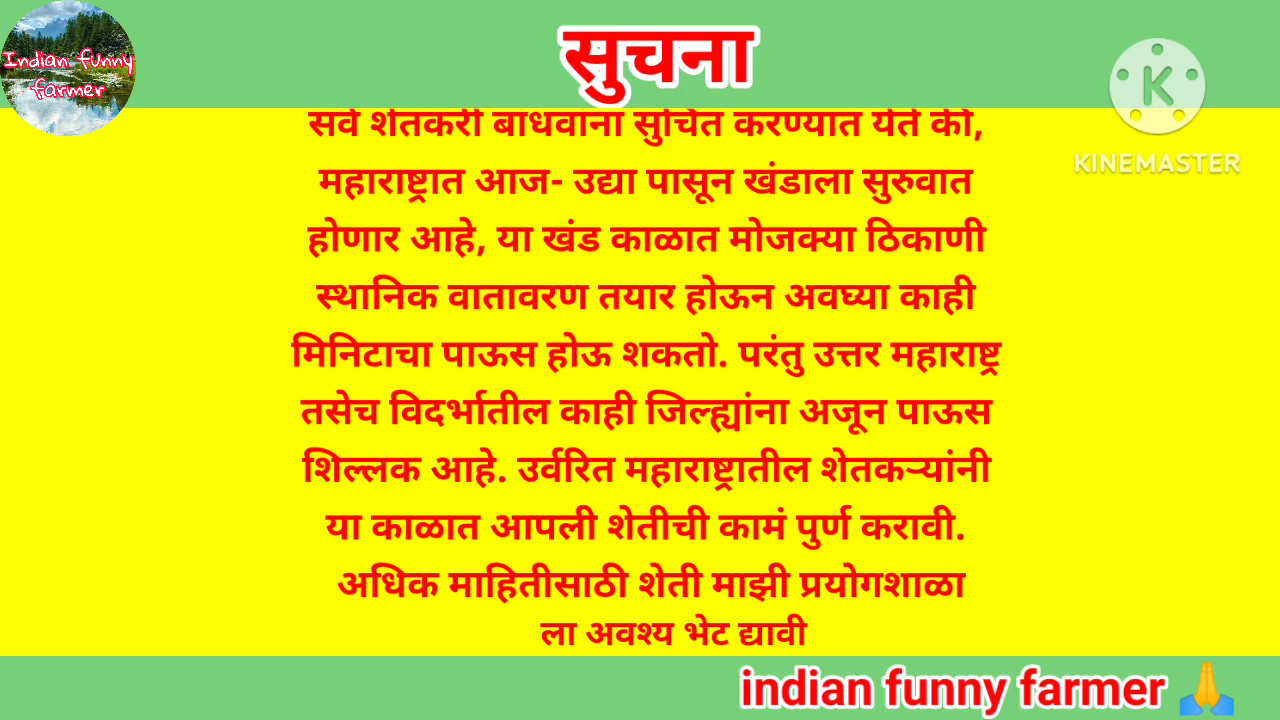 Indian funny
farmer
सुचना
KINEMASTER
सर्व शेतकरी बांधवांना सुचित करण्यात येते की,
महाराष्ट्रात आज- उद्या पासून खंडाला सुरुवात
होणार आहे, या खंड काळात मोजक्या ठिकाणी
स्थानिक वातावरण तयार होऊन अवघ्या काही
मिनिटाचा पाऊस होऊ शकतो. परंतु उत्तर महाराष्ट्र
तसेच विदर्भातील काही जिल्ह्यांना अजून पाऊस
शिल्लक आहे. उर्वरित महाराष्ट्रातील शेतकऱ्यांनी
या काळात आपली शेतीची कामं पुर्ण करावी.
अधिक माहितीसाठी शेती माझी प्रयोगशाळा
ला अवश्य भेट द्यावी
indian funny farmer 🙏